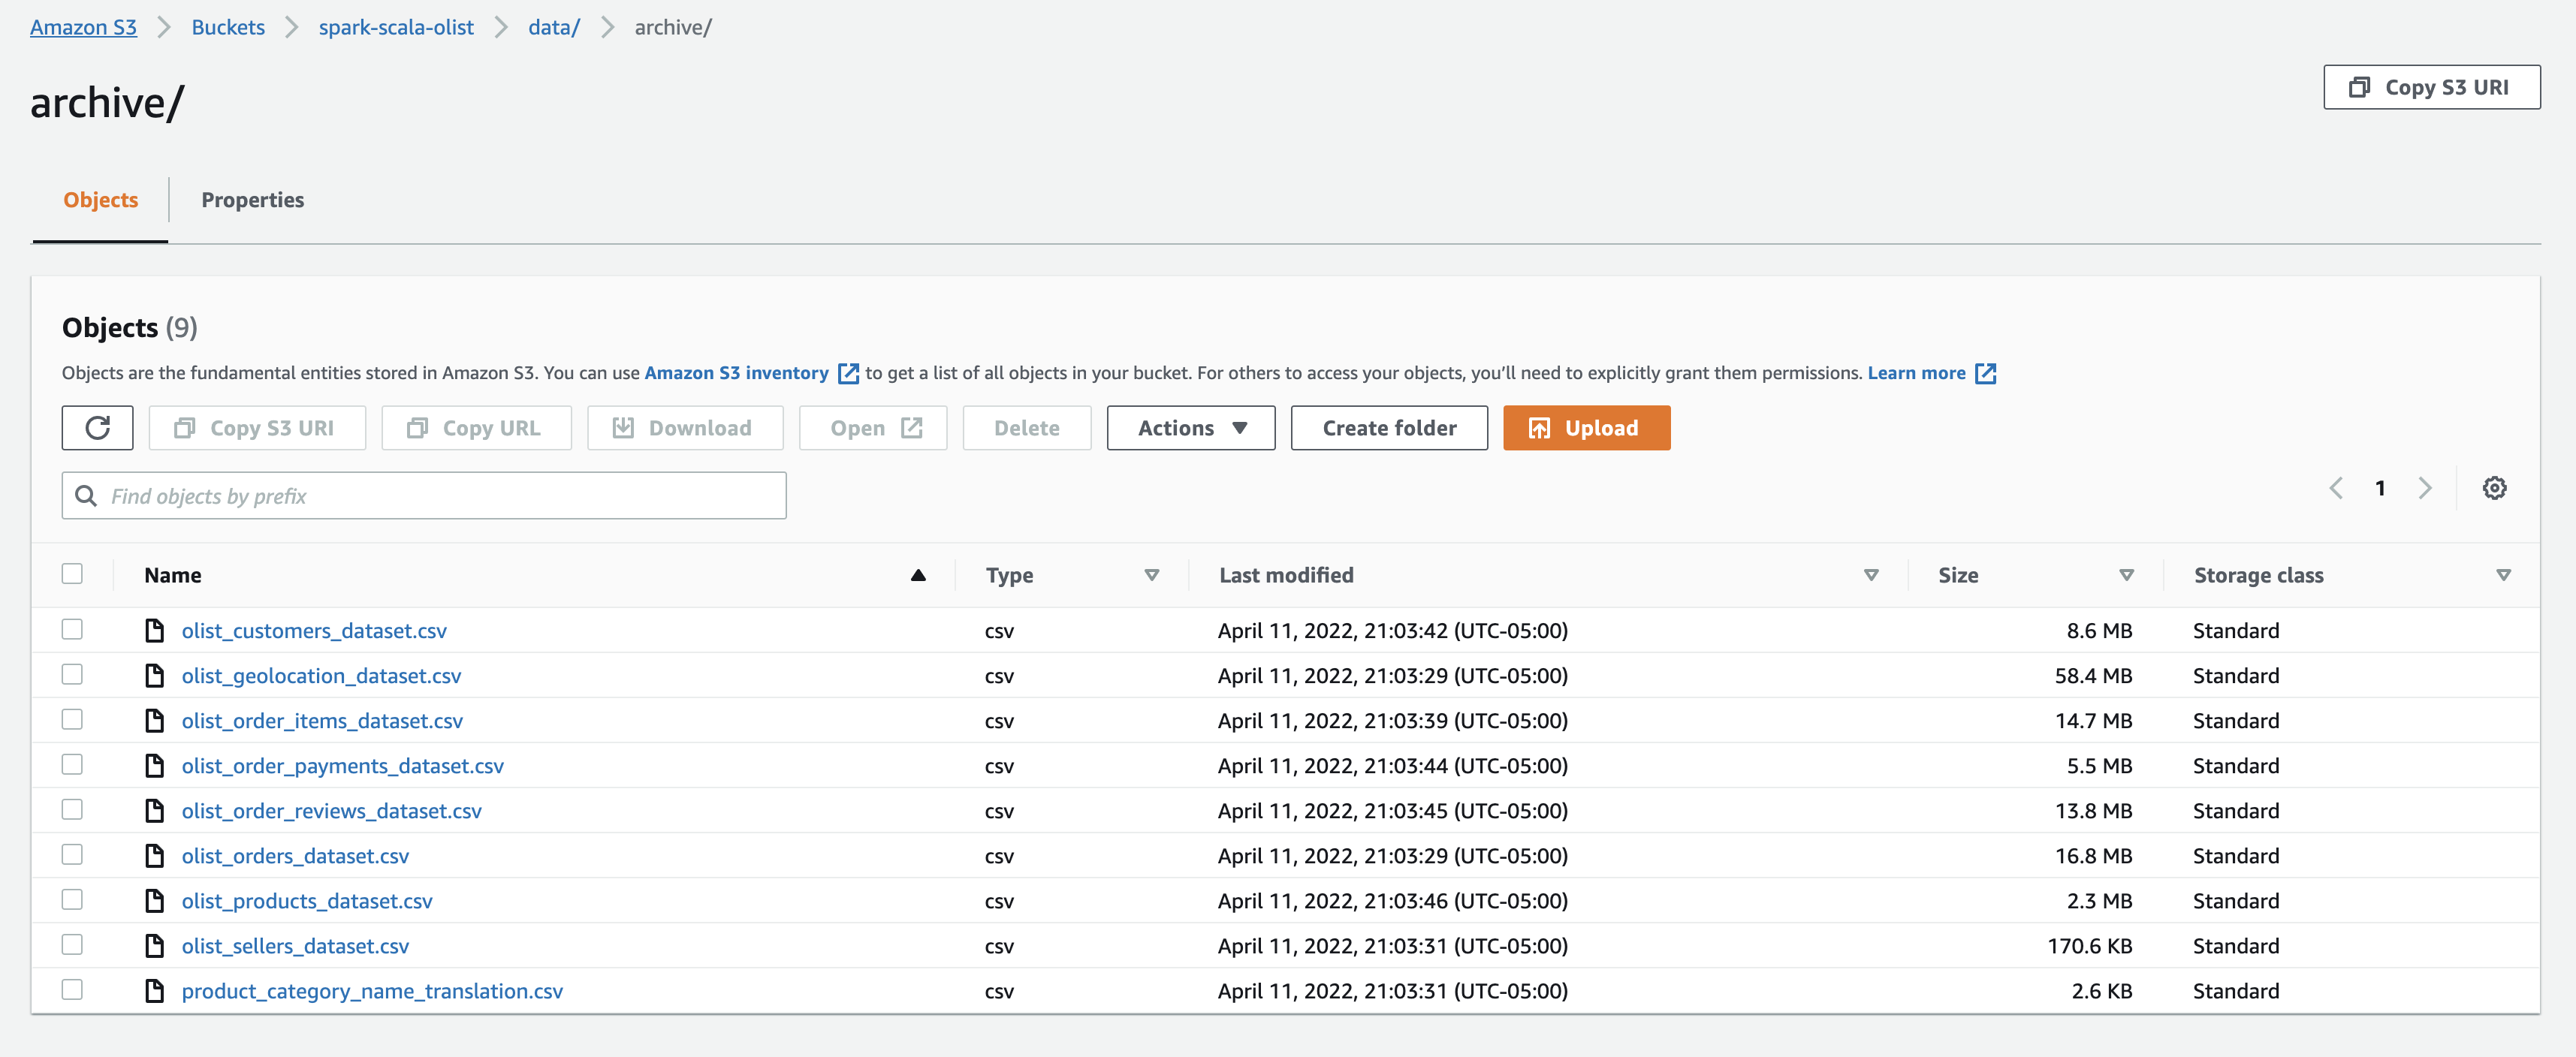 Amazon S3 Buckets spark-scala-olist data/ archive/
archive/
Copy S3 URI
Objects Properties
Objects (9)
Objects are the fundamental entities stored in Amazon S3. You can use Amazon S3 inventory to get a list of all objects in your bucket. For others to access your objects, you’ll need to explicitly grant them permissions. Learn more
Copy S3 URI Copy URL Download Open Delete Actions Create folder Upload
Find objects by prefix
1
Name Type Last modified Size Storage class
olist_customers_dataset.csv csv April 11, 2022, 21:03:42 (UTC-05:00) 8.6 MB Standard
olist_geolocation_dataset.csv csv April 11, 2022, 21:03:29 (UTC-05:00) 58.4 MB Standard
olist_order_items_dataset.csv csv April 11, 2022, 21:03:39 (UTC-05:00) 14.7 MB Standard
olist_order_payments_dataset.csv csv April 11, 2022, 21:03:44 (UTC-05:00) 5.5 MB Standard
olist_order_reviews_dataset.csv csv April 11, 2022, 21:03:45 (UTC-05:00) 13.8 MB Standard
olist_orders_dataset.csv csv April 11, 2022, 21:03:29 (UTC-05:00) 16.8 MB Standard
olist_products_dataset.csv csv April 11, 2022, 21:03:46 (UTC-05:00) 2.3 MB Standard
olist_sellers_dataset.csv csv April 11, 2022, 21:03:31 (UTC-05:00) 170.6 KB Standard
product_category_name_translation.csv csv April 11, 2022, 21:03:31 (UTC-05:00) 2.6 KB Standard